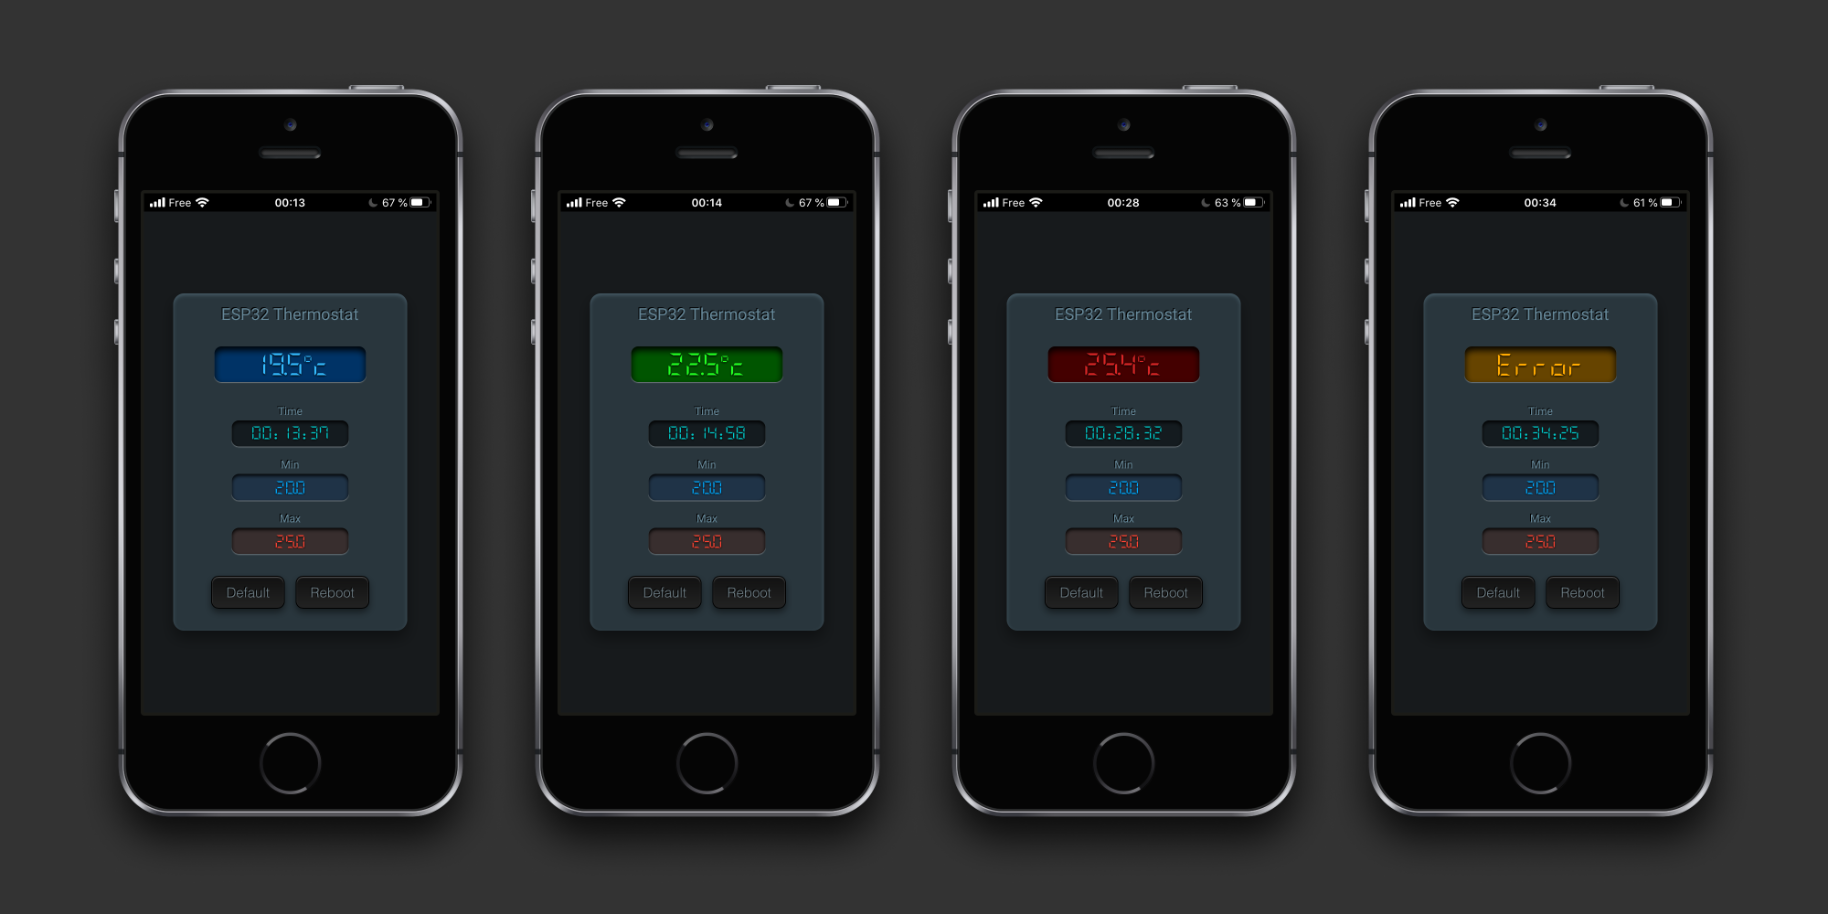 Free 00:13 67 %
ESP32 Thermostat
19.5°c
Time
00:13:37
Min
20.0
Max
25.0
Default Reboot
Free 00:14 67 %
ESP32 Thermostat
22.5°c
Time
00:14:58
Min
20.0
Max
25.0
Default Reboot
Free 00:28 63 %
ESP32 Thermostat
25.4°c
Time
00:28:32
Min
20.0
Max
25.0
Default Reboot
Free 00:34 61 %
ESP32 Thermostat
Error
Time
00:34:25
Min
20.0
Max
25.0
Default Reboot